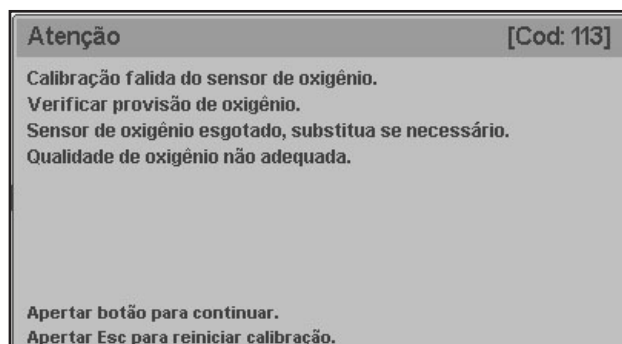 Atenção [Cod: 113]
Calibração falida do sensor de oxigênio.
Verificar provisão de oxigênio.
Sensor de oxigênio esgotado, substitua se necessário.
Qualidade de oxigênio não adequada.
Apertar botão para continuar.
Apertar Esc para reiniciar calibração.